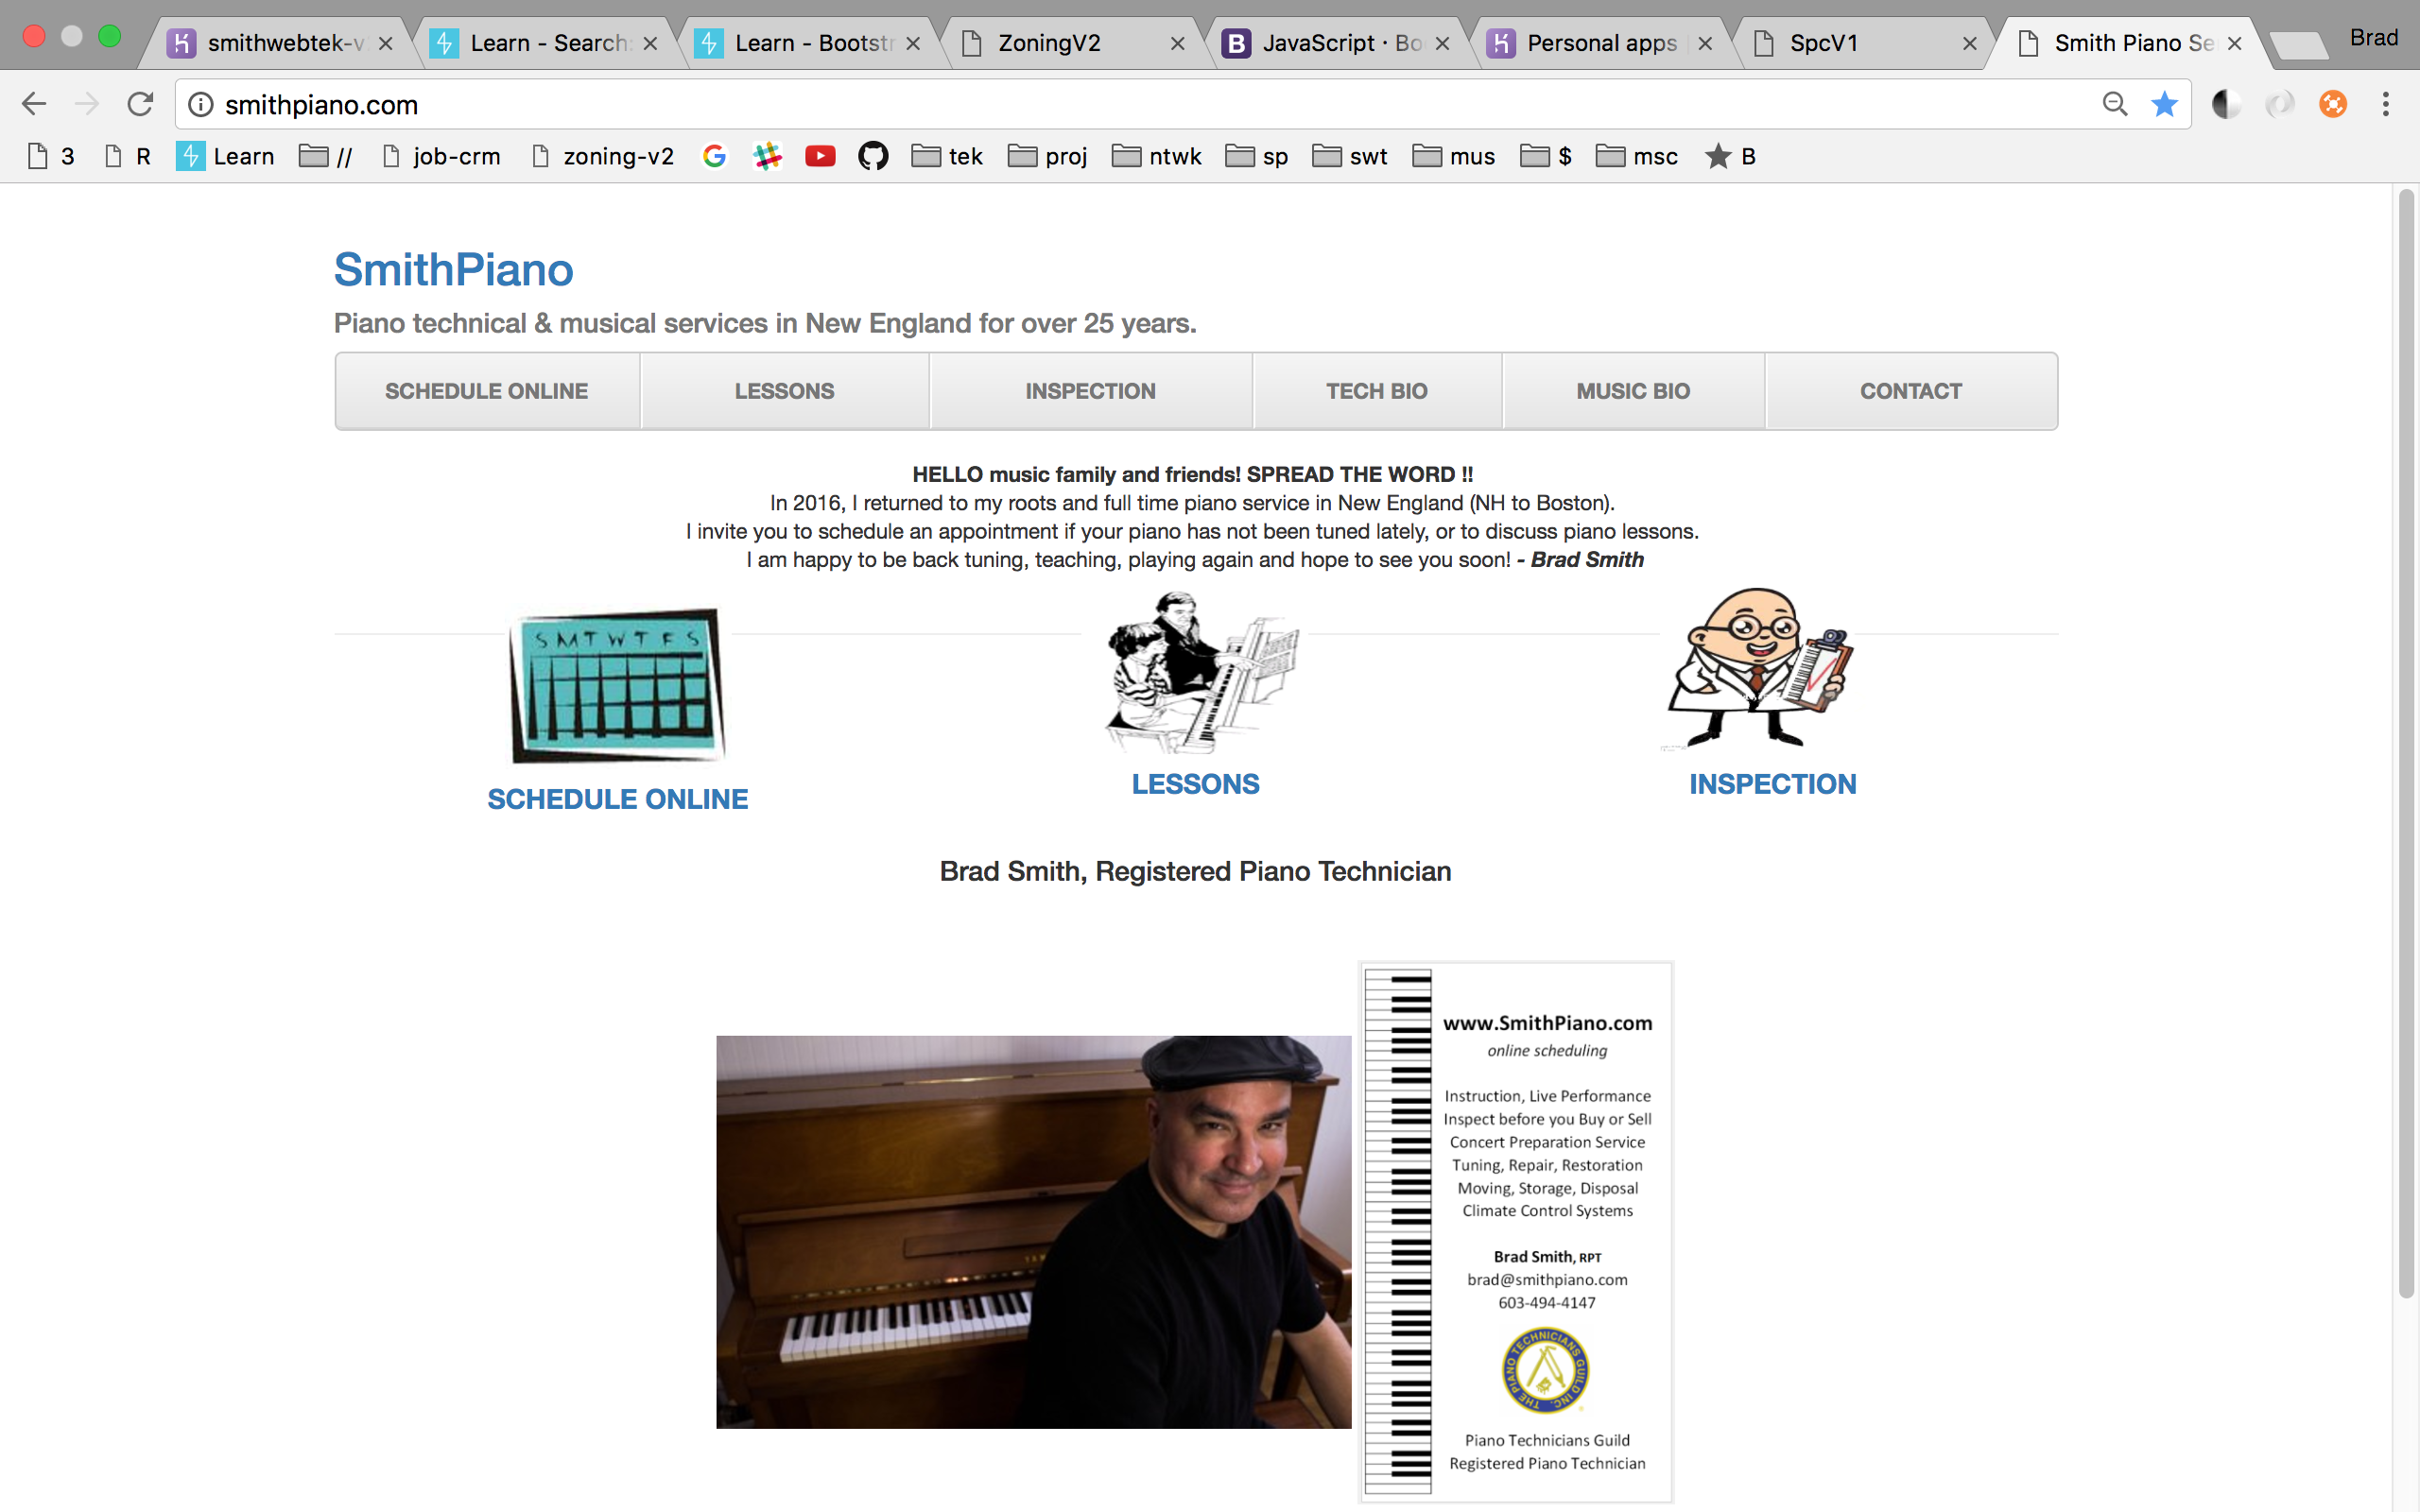 smithwebtek-v
Learn - Search
Learn - Bootstr
ZoningV2
JavaScript · Bo
Personal apps
SpcV1
Smith Piano Se
Brad
smithpiano.com
3
R
Learn
//
job-crm
zoning-v2
tek
proj
ntwk
sp
swt
mus
$
msc
B
SmithPiano
Piano technical & musical services in New England for over 25 years.
SCHEDULE ONLINE
LESSONS
INSPECTION
TECH BIO
MUSIC BIO
CONTACT
HELLO music family and friends! SPREAD THE WORD !!
In 2016, I returned to my roots and full time piano service in New England (NH to Boston).
I invite you to schedule an appointment if your piano has not been tuned lately, or to discuss piano lessons.
I am happy to be back tuning, teaching, playing again and hope to see you soon! - Brad Smith
S M T W T F S
SCHEDULE ONLINE
LESSONS
INSPECTION
Brad Smith, Registered Piano Technician
www.SmithPiano.com
online scheduling
Instruction, Live Performance
Inspect before you Buy or Sell
Concert Preparation Service
Tuning, Repair, Restoration
Moving, Storage, Disposal
Climate Control Systems
Brad Smith, RPT
brad@smithpiano.com
603-494-4147
THE PIANO TECHNICIANS GUILD INC.
Piano Technicians Guild
Registered Piano Technician